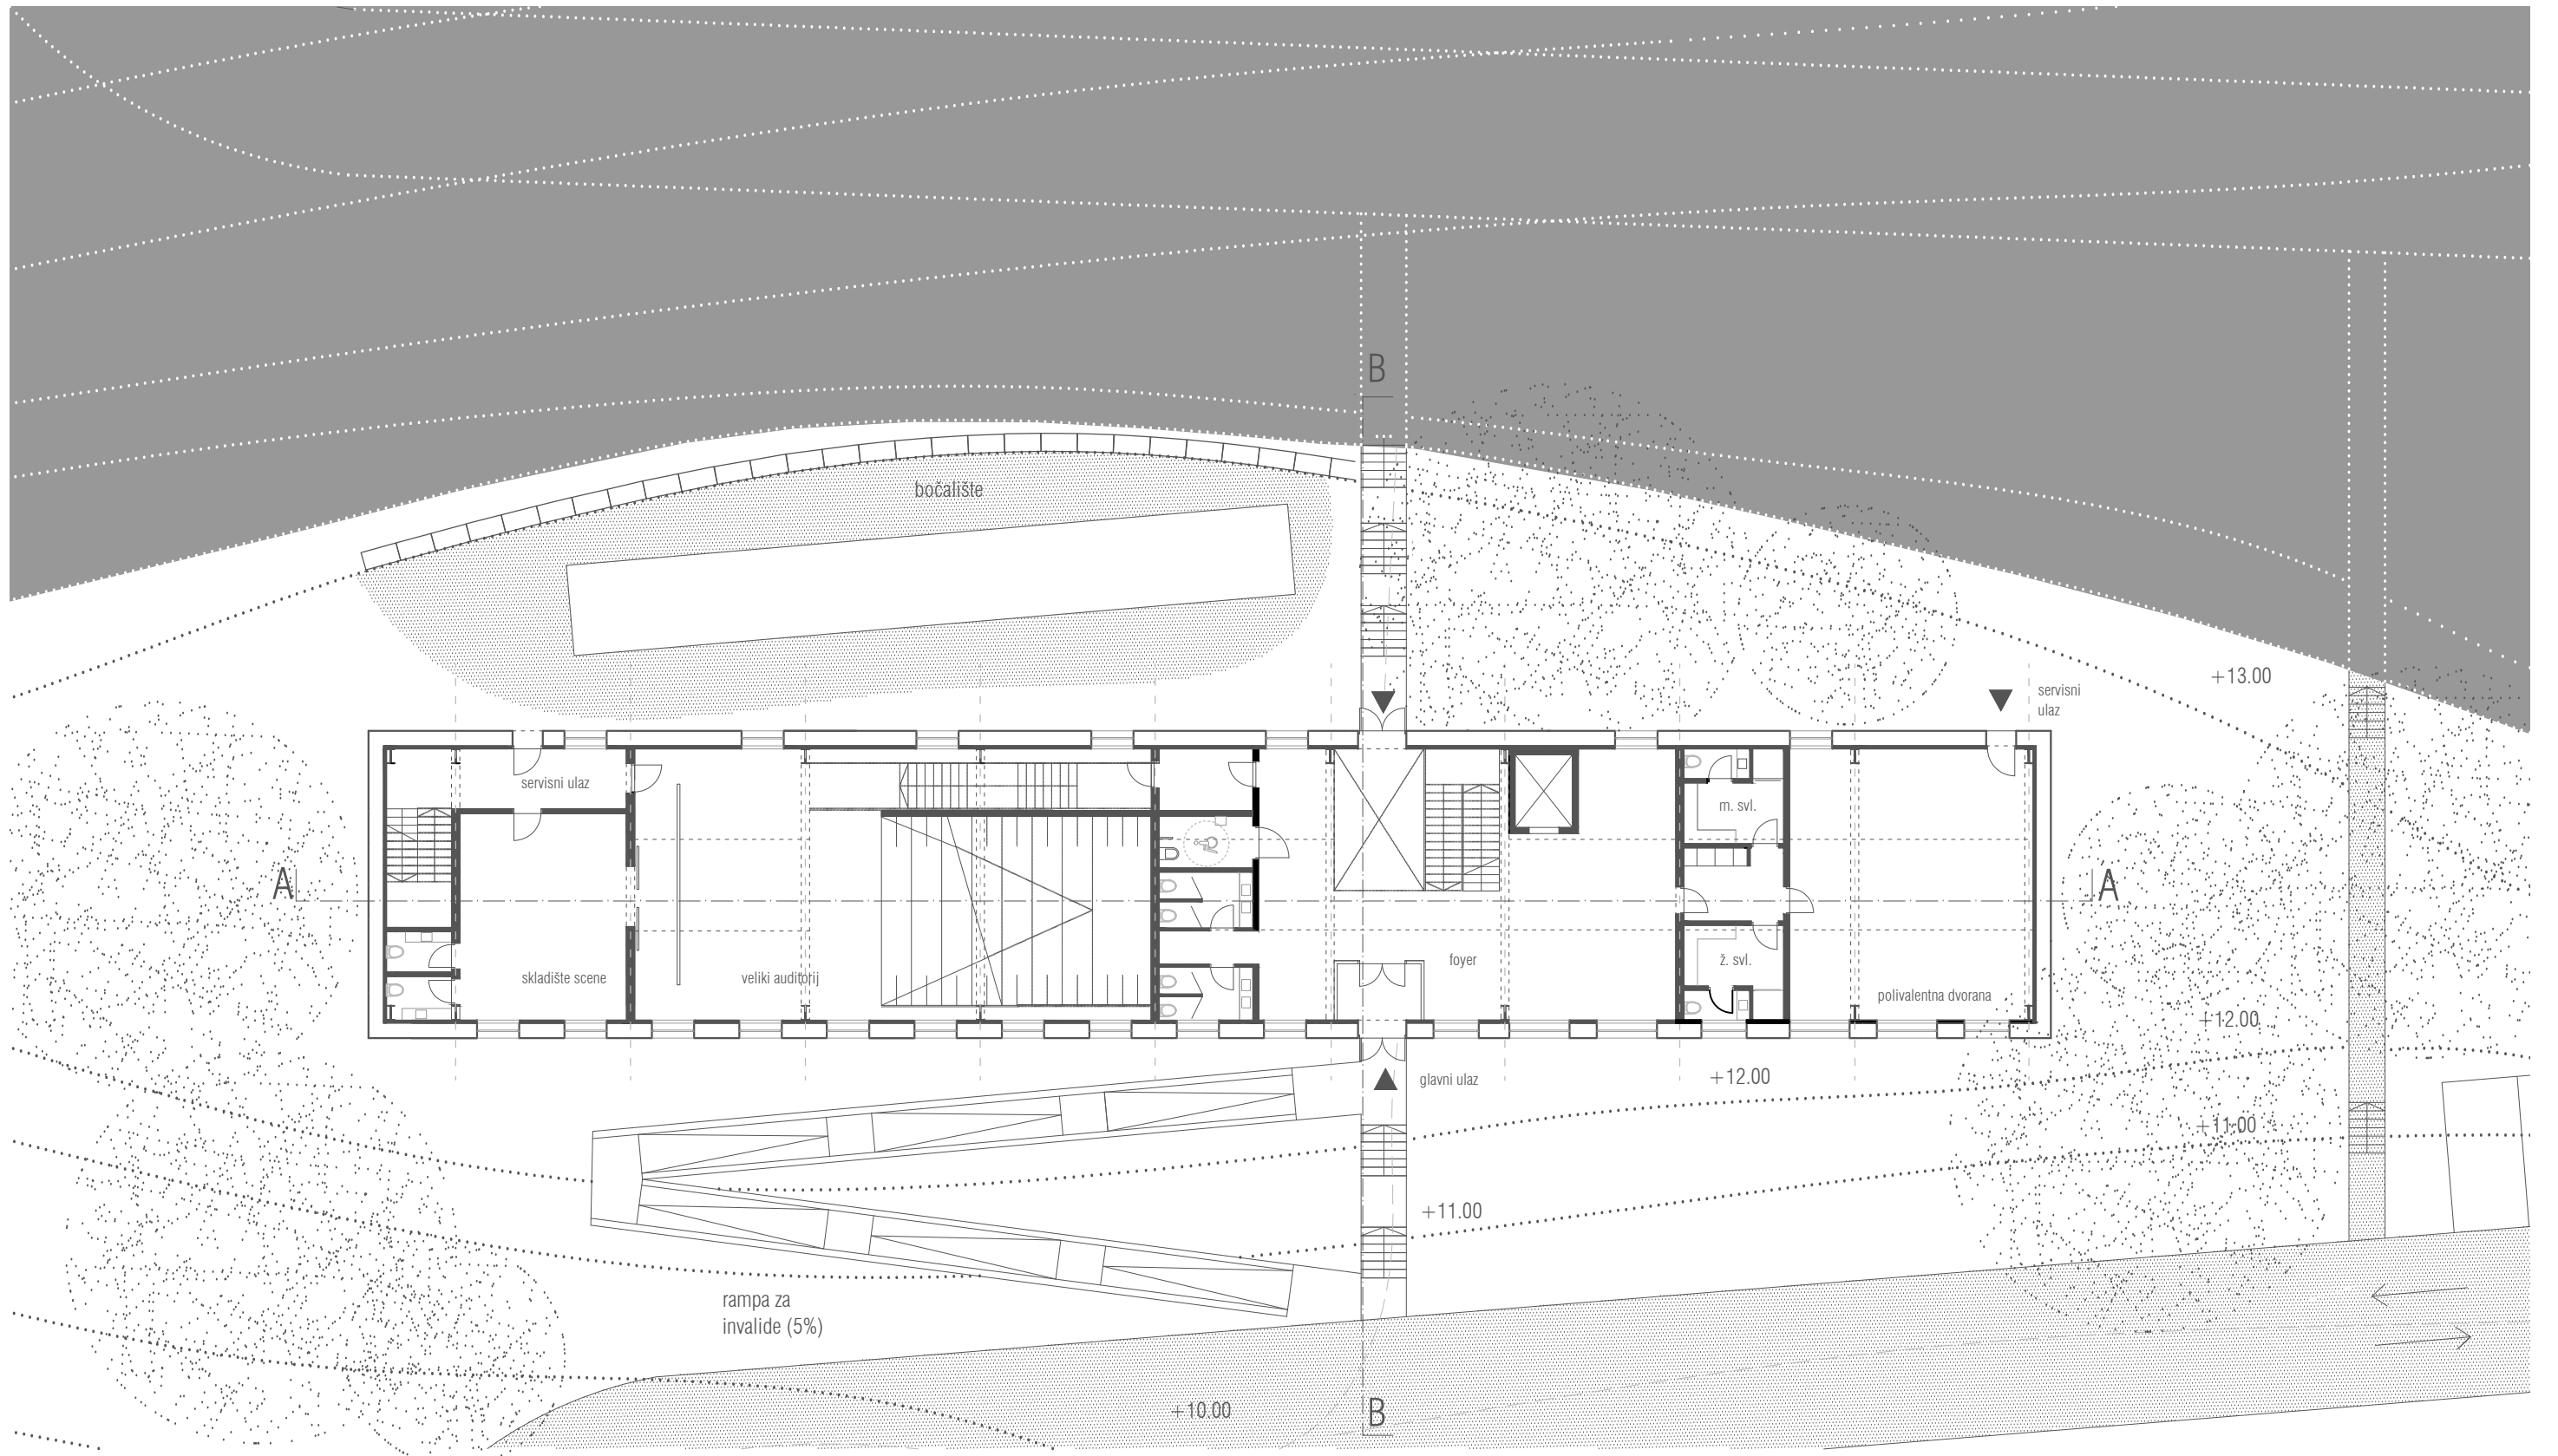 B
bočalište
+13.00
servisni
ulaz
servisni ulaz
m. svl.
A
A
foyer
ž. svl.
skladište scene
veliki auditorij
polivalentna dvorana
+12.00
glavni ulaz
+12.00
+11.00
+11.00
rampa za
invalide (5%)
+10.00
B